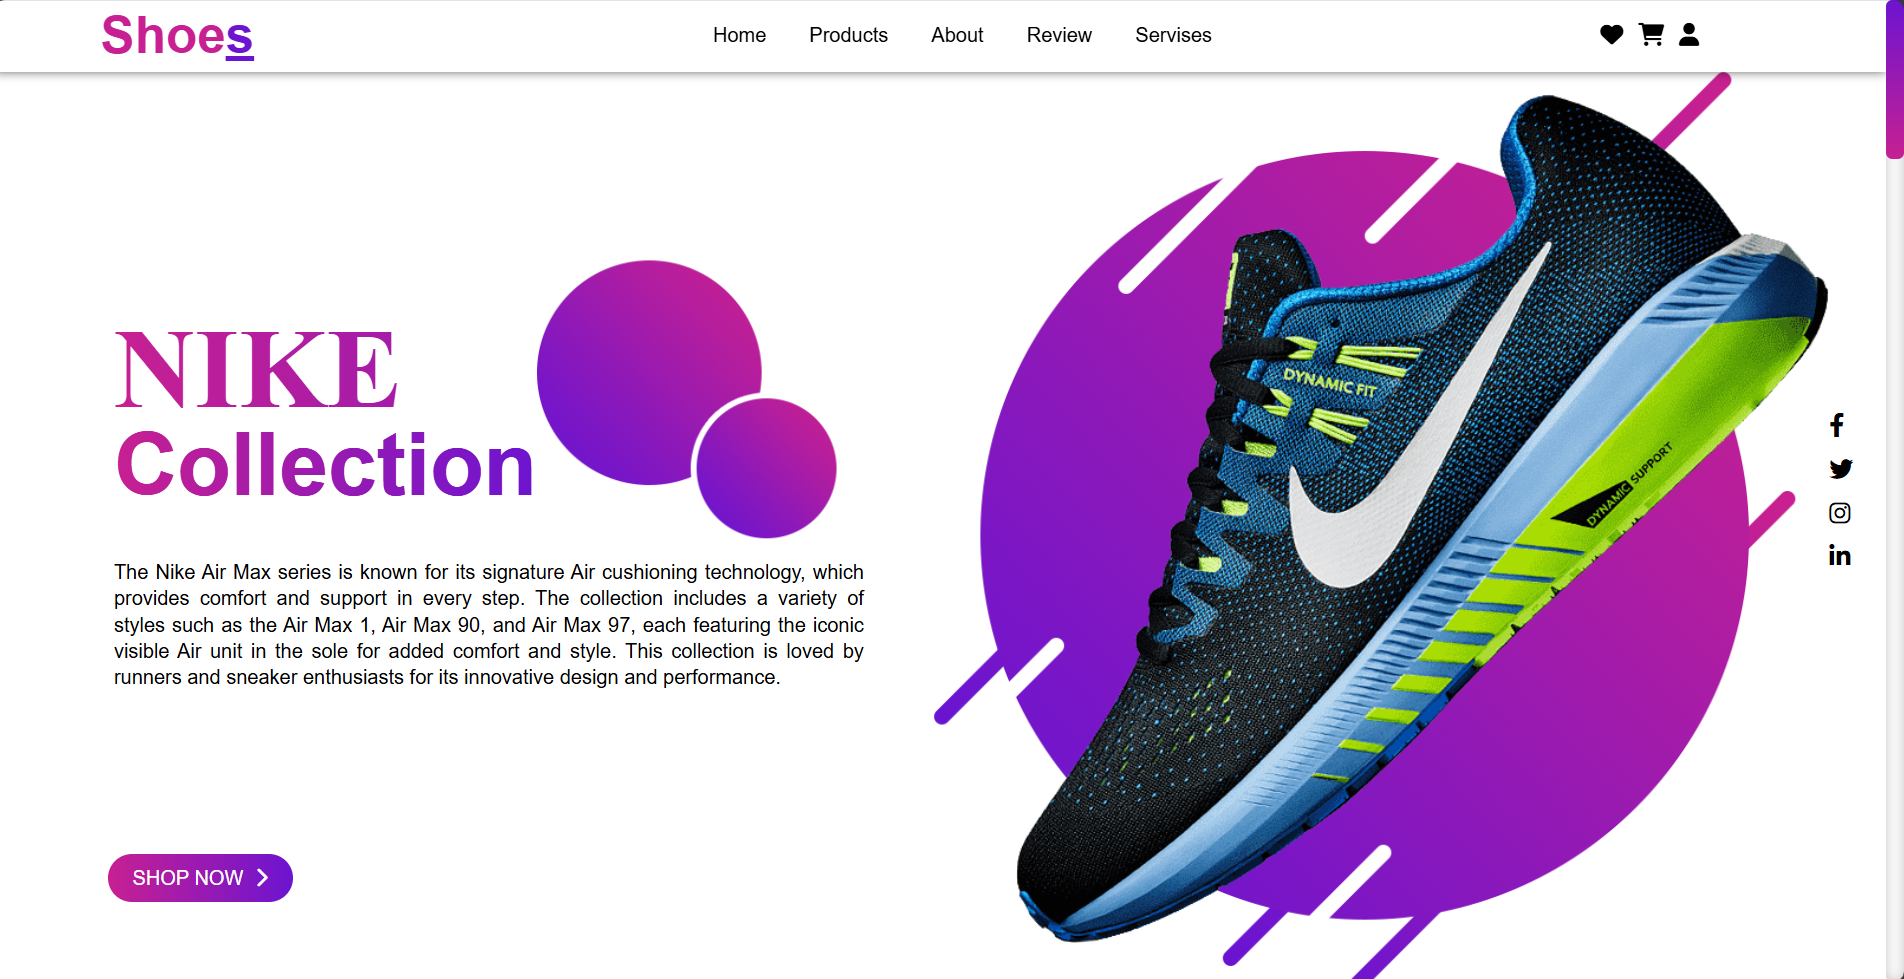 Shoes
Home Products About Review Servises
NIKE
Collection
The Nike Air Max series is known for its signature Air cushioning technology, which
provides comfort and support in every step. The collection includes a variety of
styles such as the Air Max 1, Air Max 90, and Air Max 97, each featuring the iconic
visible Air unit in the sole for added comfort and style. This collection is loved by
runners and sneaker enthusiasts for its innovative design and performance.
SHOP NOW
DYNAMIC FIT
DYNAMIC SUPPORT